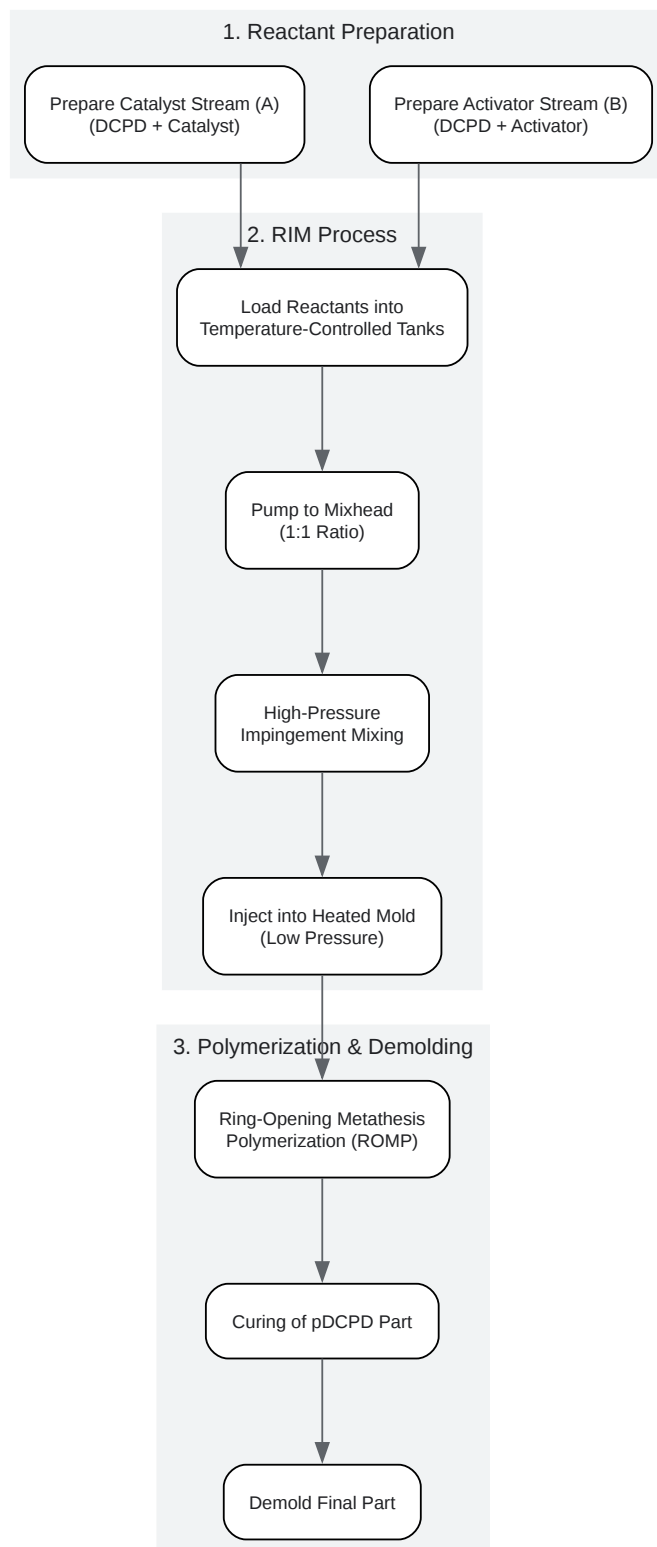 1. Reactant Preparation
Prepare Catalyst Stream (A)
(DCPD + Catalyst)
Prepare Activator Stream (B)
(DCPD + Activator)
2. RIM Process
Load Reactants into
Temperature-Controlled Tanks
Pump to Mixhead
(1:1 Ratio)
High-Pressure
Impingement Mixing
Inject into Heated Mold
(Low Pressure)
3. Polymerization & Demolding
Ring-Opening Metathesis
Polymerization (ROMP)
Curing of pDCPD Part
Demold Final Part